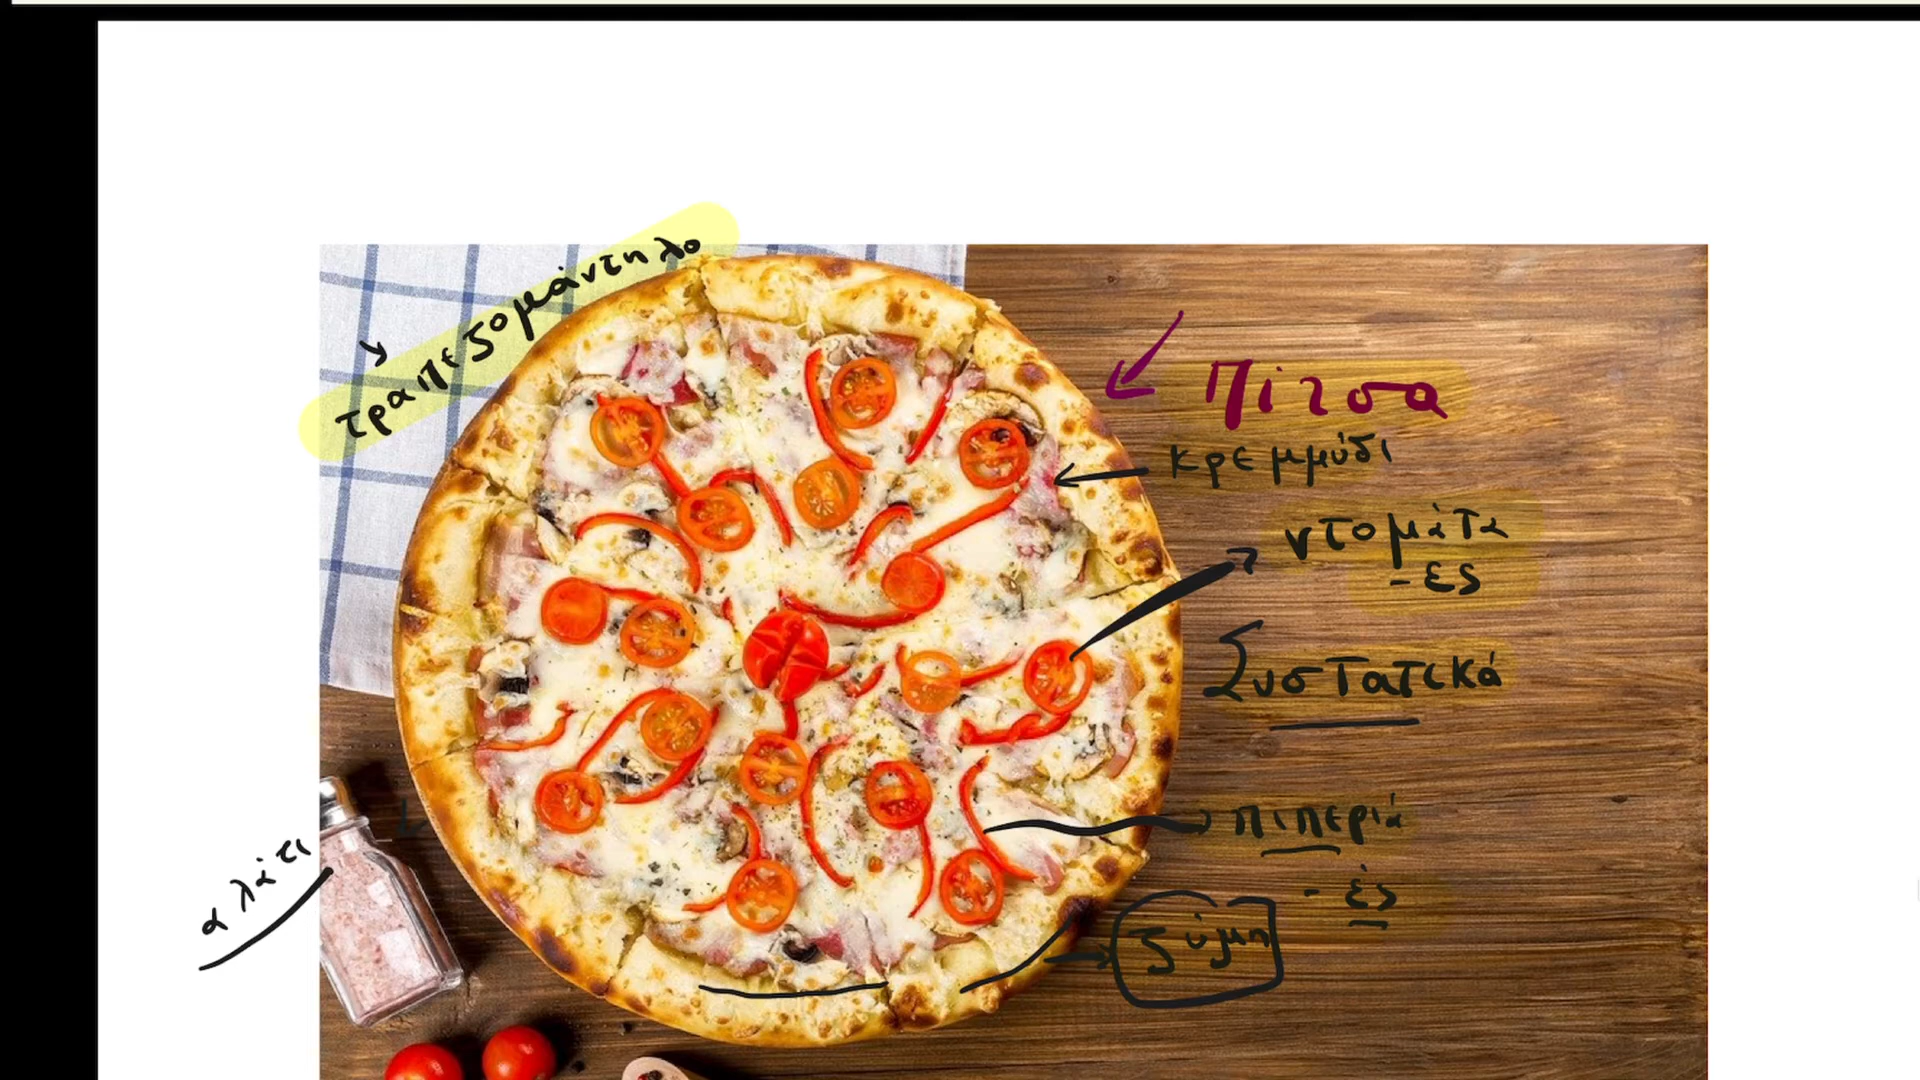 τραπεζομάντηλο
Πίτσα
κρεμμύδι
ντομάτα
-ες
Συστατικά
πιπεριά
-ές
ζύμη
αλάτι